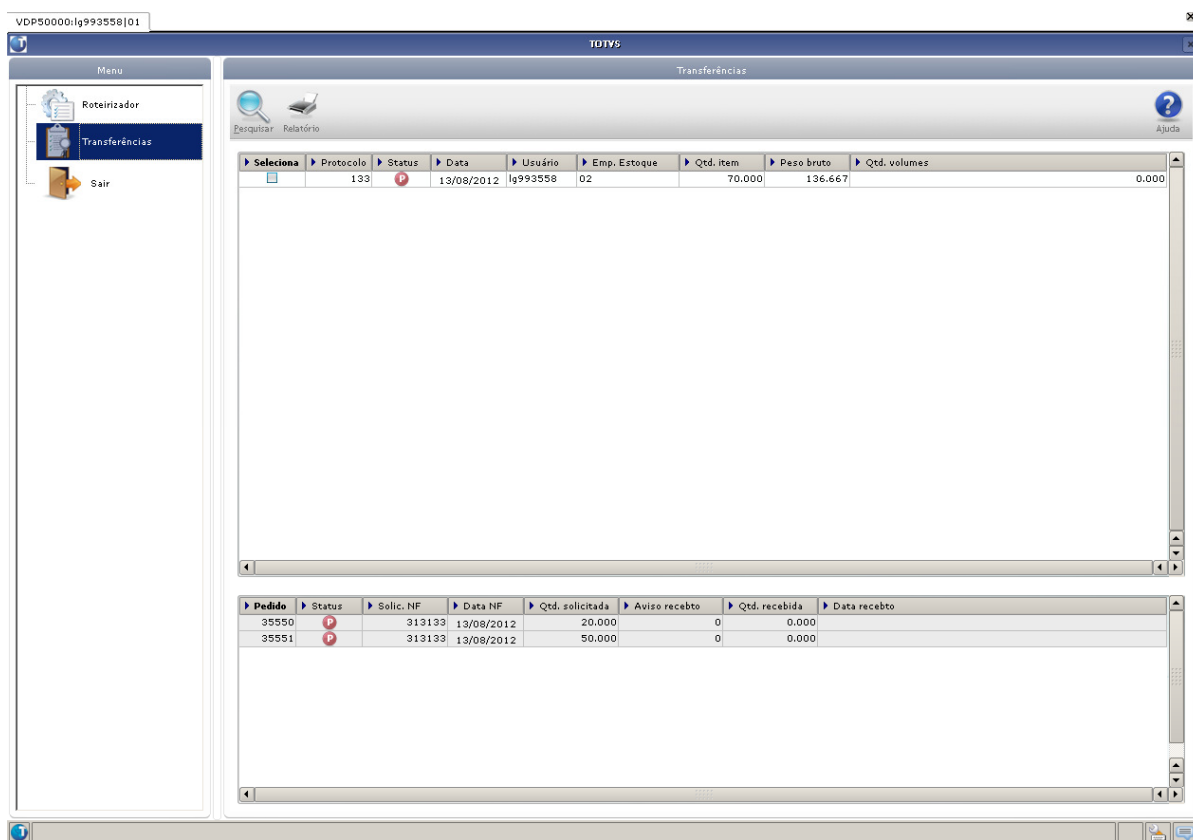 VDP50000:lg993558|01
TOTVS
Menu
Transferências
Roteirizador
Transferências
Sair
Pesquisar Relatório
Ajuda
Seleciona Protocolo Status Data Usuário Emp. Estoque Qtd. item Peso bruto Qtd. volumes
133 P 13/08/2012 lg993558 02 70.000 136.667 0.000
Pedido Status Solic. NF Data NF Qtd. solicitada Aviso recebto Qtd. recebida Data recebto
35550 P 313133 13/08/2012 20.000 0 0.000
35551 P 313133 13/08/2012 50.000 0 0.000